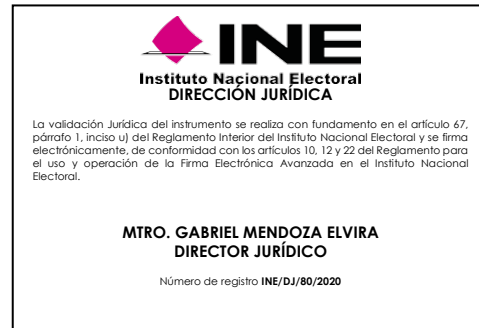 INE
Instituto Nacional Electoral
DIRECCIÓN JURÍDICA
La validación Jurídica del instrumento se realiza con fundamento en el artículo 67,
párrafo 1, inciso u) del Reglamento Interior del Instituto Nacional Electoral y se firma
electrónicamente, de conformidad con los artículos 10, 12 y 22 del Reglamento para
el uso y operación de la Firma Electrónica Avanzada en el Instituto Nacional
Electoral.
MTRO. GABRIEL MENDOZA ELVIRA
DIRECTOR JURÍDICO
Número de registro INE/DJ/80/2020